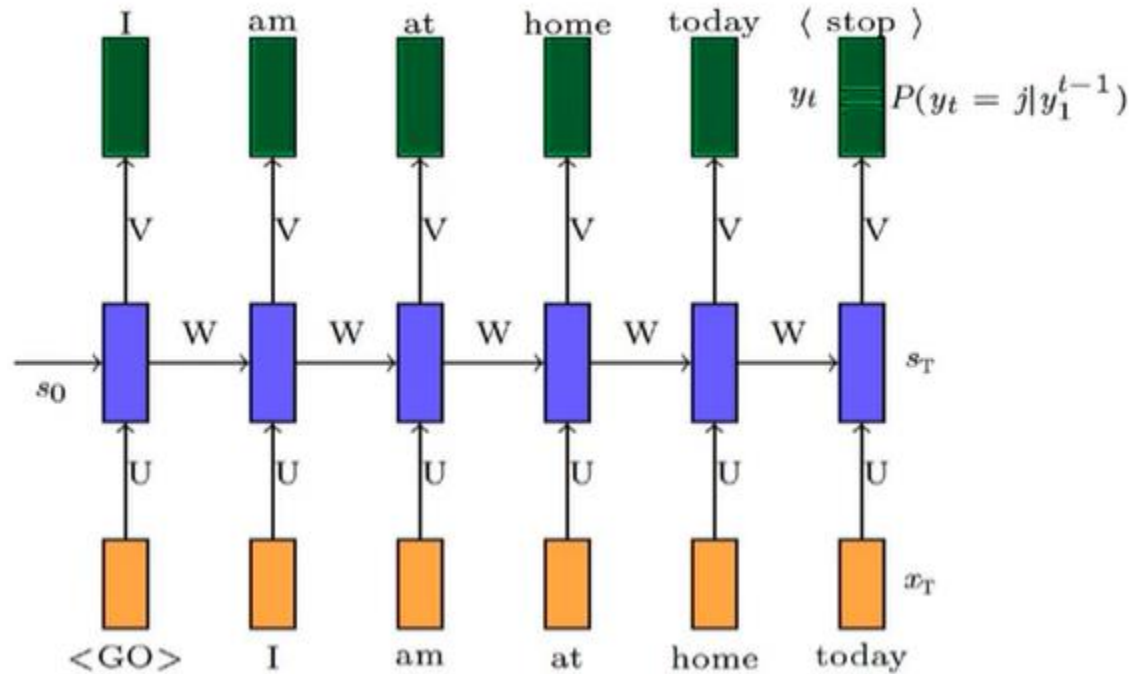 I am at home today ⟨ stop ⟩
y_t P(y_t = j|y_1^{t−1})
V V V V V V
W W W W W
s_0 s_T
U U U U U U
x_T
<GO> I am at home today